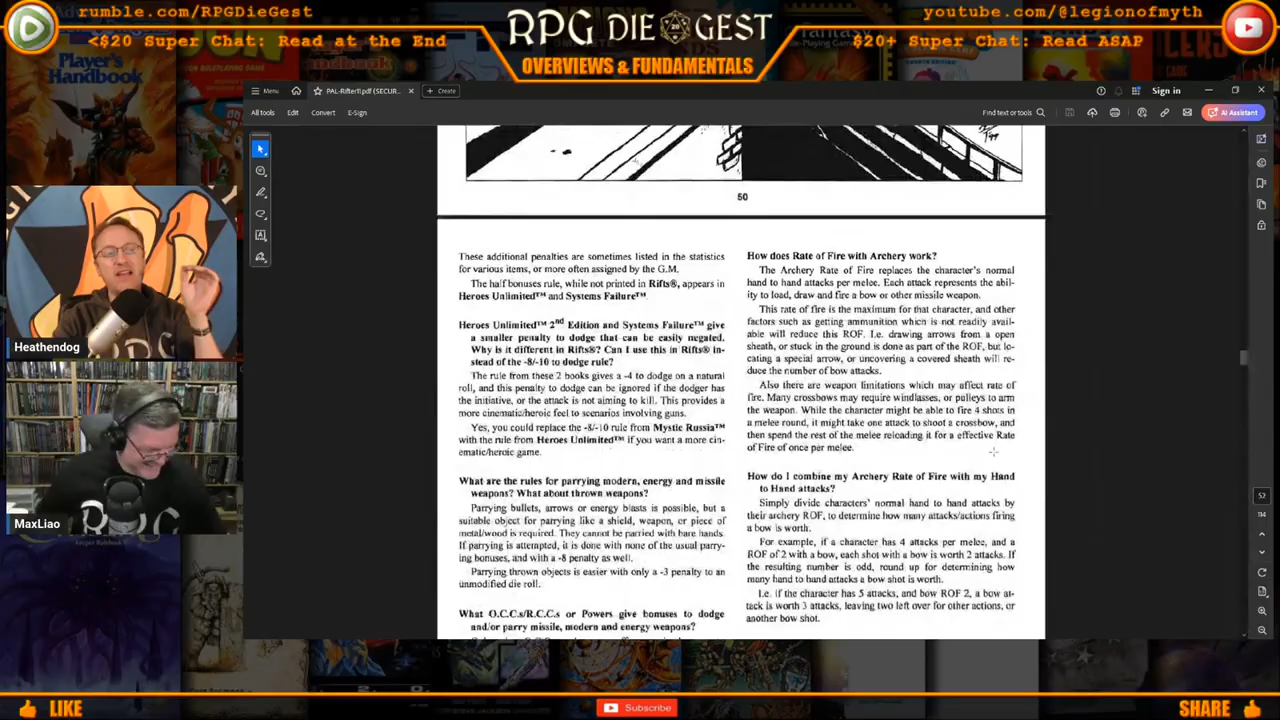 rumble.com/RPGDieGest
<$20 Super Chat: Read at the End
RPG DIE GEST
OVERVIEWS & FUNDAMENTALS
youtube.com/@legionofmyth
$20+ Super Chat: Read ASAP
Player's
Handbook
Menu
PAL-Rifter11.pdf (SECUR...
Create
Sign in
All tools
Edit
Convert
E-Sign
Find text or tools
AI Assistant
50
These additional penalties are sometimes listed in the statistics
for various items, or more often assigned by the G.M.
The half bonuses rule, while not printed in Rifts®, appears in
Heroes Unlimited™ and Systems Failure™.
Heroes Unlimited™ 2nd Edition and Systems Failure™ give
a smaller penalty to dodge that can be easily negated.
Why is it different in Rifts®? Can I use this in Rifts® in-
stead of the -8/-10 to dodge rule?
The rule from these 2 books gives a -4 to dodge on a natural
roll, and this penalty to dodge can be ignored if the dodger has
the initiative, or the attack is not aiming to kill. This provides a
more cinematic/heroic feel to scenarios involving guns.
Yes, you could replace the -8/-10 rule from Mystic Russia™
with the rule from Heroes Unlimited™ if you want a more cin-
ematic/heroic game.
What are the rules for parrying modern, energy and missile
weapons? What about thrown weapons?
Parrying bullets, arrows or energy blasts is possible, but a
suitable object for parrying like a shield, weapon, or piece of
metal/wood is required. They cannot be parried with bare hands.
If parrying is attempted, it is done with none of the usual parry-
ing bonuses, and with a -8 penalty as well.
Parrying thrown objects is easier with only a -3 penalty to an
unmodified die roll.
What O.C.C.s/R.C.C.s or Powers give bonuses to dodge
and/or parry missile, modern and energy weapons?
How does Rate of Fire with Archery work?
The Archery Rate of Fire replaces the character's normal
hand to hand attacks per melee. Each attack represents the abil-
ity to load, draw and fire a bow or other missile weapon.
This rate of fire is the maximum for that character, and other
factors such as getting ammunition which is not readily avail-
able will reduce this ROF. I.e. drawing arrows from a open
sheath, or stuck in the ground is done as part of the ROF, but lo-
cating a special arrow, or uncovering a covered sheath will re-
duce the number of bow attacks.
Also there are weapon limitations which may affect rate of
fire. Many crossbows may require windlasses, or pulleys to arm
the weapon. While the character might be able to fire 4 shots in
a melee round, it might take one attack to shoot a crossbow, and
then spend the rest of the melee reloading it for a effective Rate
of Fire of once per melee.
How do I combine my Archery Rate of Fire with my Hand
to Hand attacks?
Simply divide characters' normal hand to hand attacks by
their archery ROF, to determine how many attacks/actions firing
a bow is worth.
For example, if a character has 4 attacks per melee, and a
ROF of 2 with a bow, each shot with a bow is worth 2 attacks. If
the resulting number is odd, round up for determining how
many hand to hand attacks a bow shot is worth.
I.e. if the character has 5 attacks, and bow ROF 2, a bow at-
tack is worth 3 attacks, leaving two left over for other actions, or
another bow shot.
52
114
Heathendog
MaxLiao
LIKE
Subscribe
SHARE